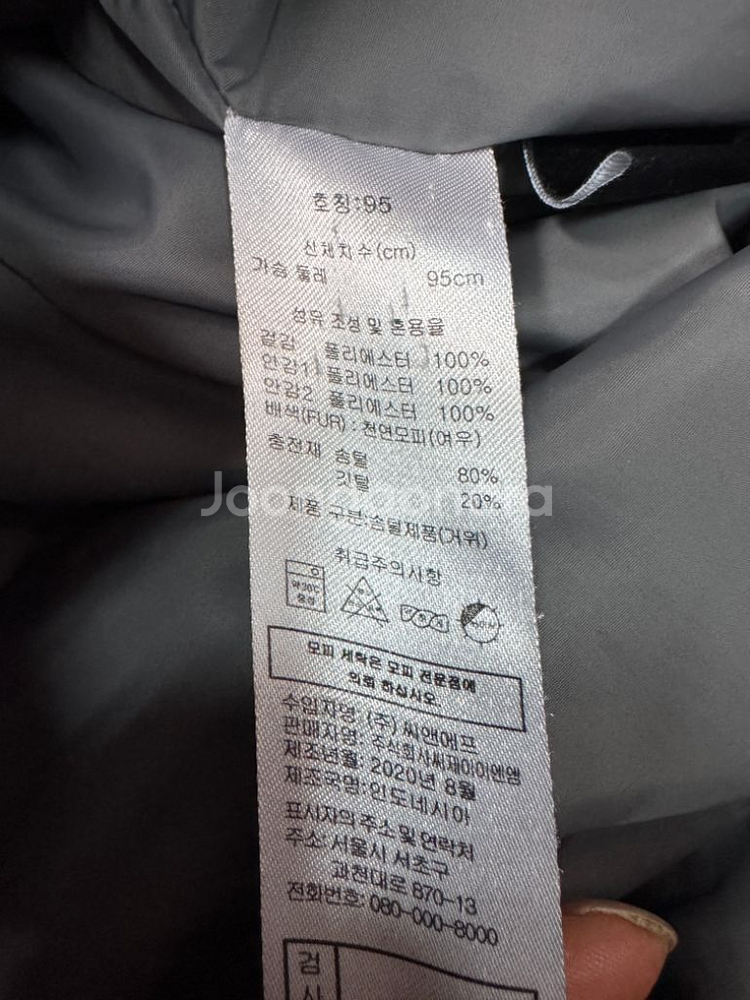 호칭:95
신체치수(cm)
가슴 둘레 95cm
섬유 조성 및 혼용율
겉감 폴리에스터 100%
안감1 폴리에스터 100%
안감2 폴리에스터 100%
배색(FUR) : 천연모피(여우)
충전재 솜털 80%
깃털 20%
제품 구분:솜털제품(거위)
취급주의사항
약30℃
중성
모피 세탁은 모피 전문점에
의뢰 하십시오.
수입자명: (주) 씨앤에프
판매자명: 주식회사씨제이이엔엠
제조년월: 2020년 8월
제조국명: 인도네시아
표시자의 주소 및 연락처
주소: 서울시 서초구
과천대로 870-13
전화번호: 080-000-8000
검
사
Joonggonara